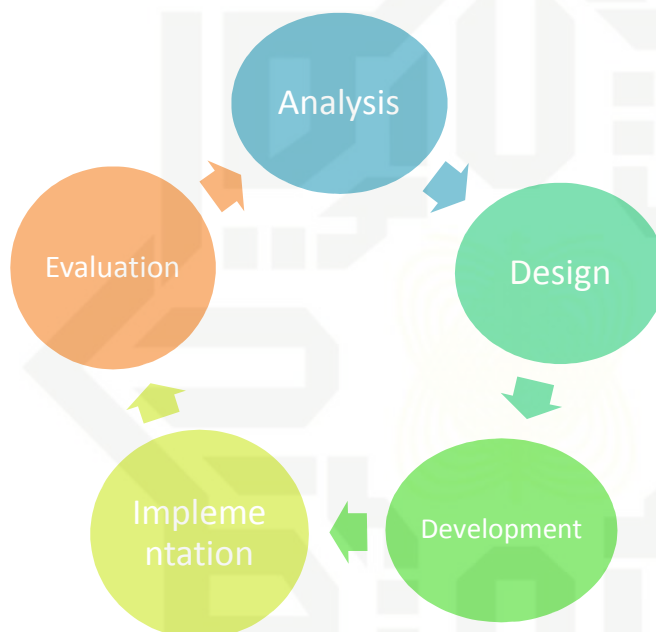 Analysis
Design
Development
Impleme
ntation
Evaluation